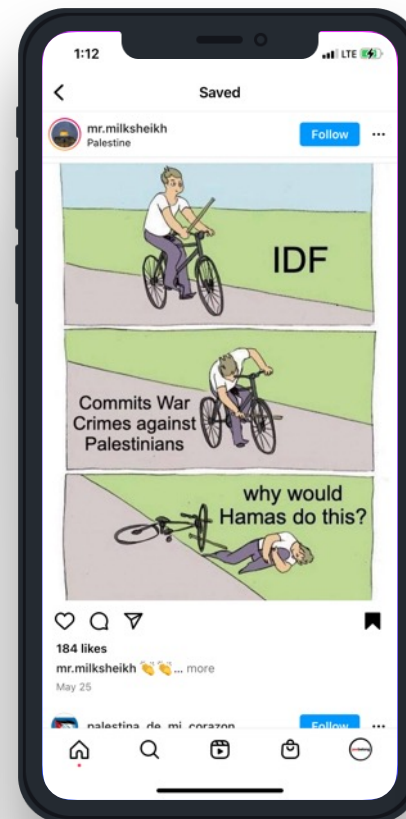 1:12
LTE
Saved
mr.milksheikh
Follow
Palestine
IDF
Commits War
Crimes against
Palestinians
why would
Hamas do this?
184 likes
mr.milksheikh 👏👏... more
May 25
palestina_de_mi_corazon
Follow